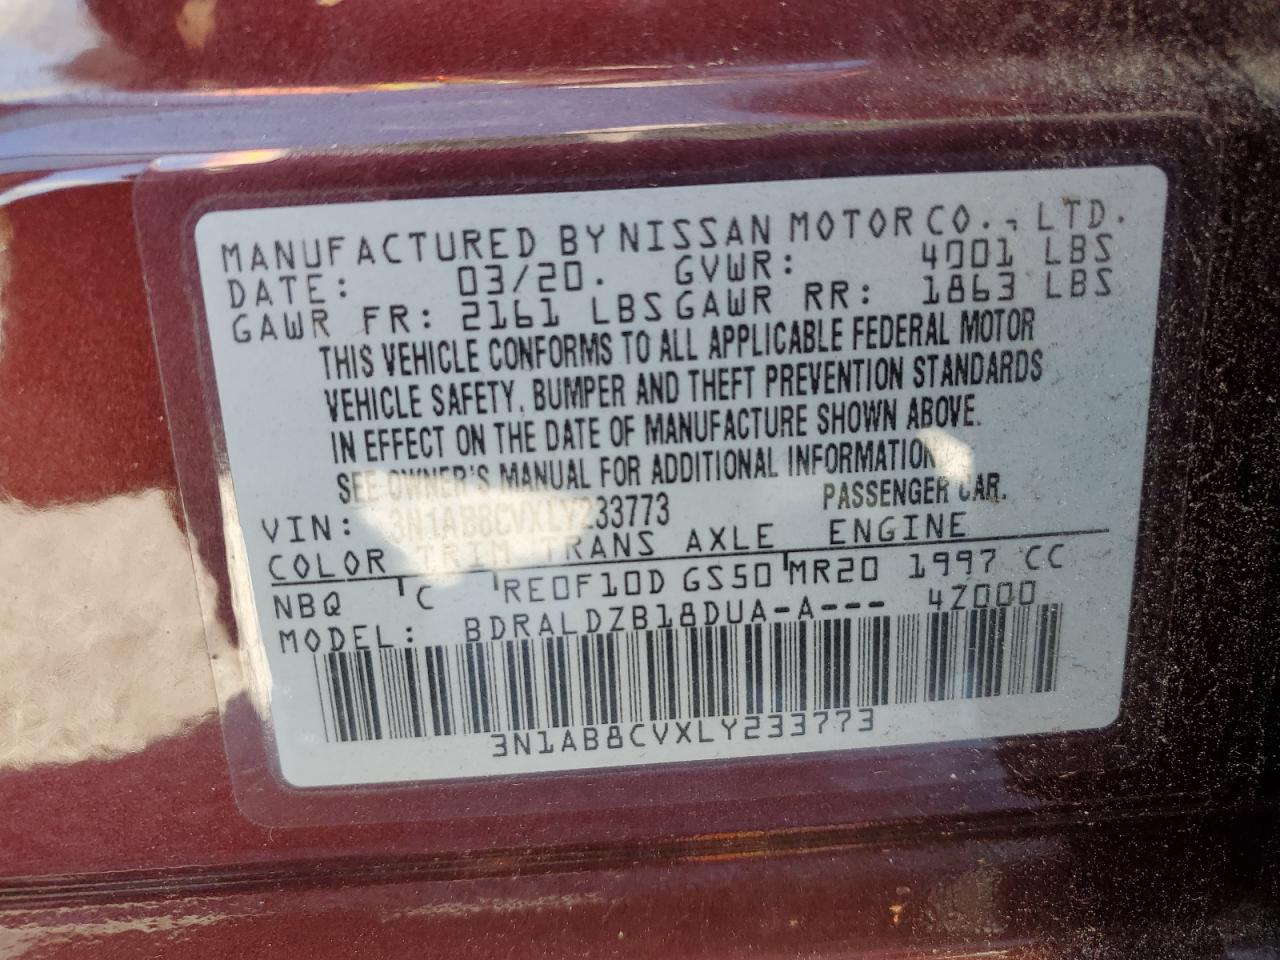 MANUFACTURED BY NISSAN MOTOR CO., LTD.
DATE: 03/20. GVWR: 4001 LBS
GAWR FR: 2161 LBS GAWR RR: 1863 LBS
THIS VEHICLE CONFORMS TO ALL APPLICABLE FEDERAL MOTOR
VEHICLE SAFETY, BUMPER AND THEFT PREVENTION STANDARDS
IN EFFECT ON THE DATE OF MANUFACTURE SHOWN ABOVE.
SEE OWNER'S MANUAL FOR ADDITIONAL INFORMATION
VIN: 3N1AB8CVXLY233773 PASSENGER CAR.
COLOR TRIM TRANS AXLE ENGINE
NBQ C RE0F10D GS50 MR20 1997 CC
MODEL: BDRALDZB18DUA-A--- 4Z000
3N1AB8CVXLY233773